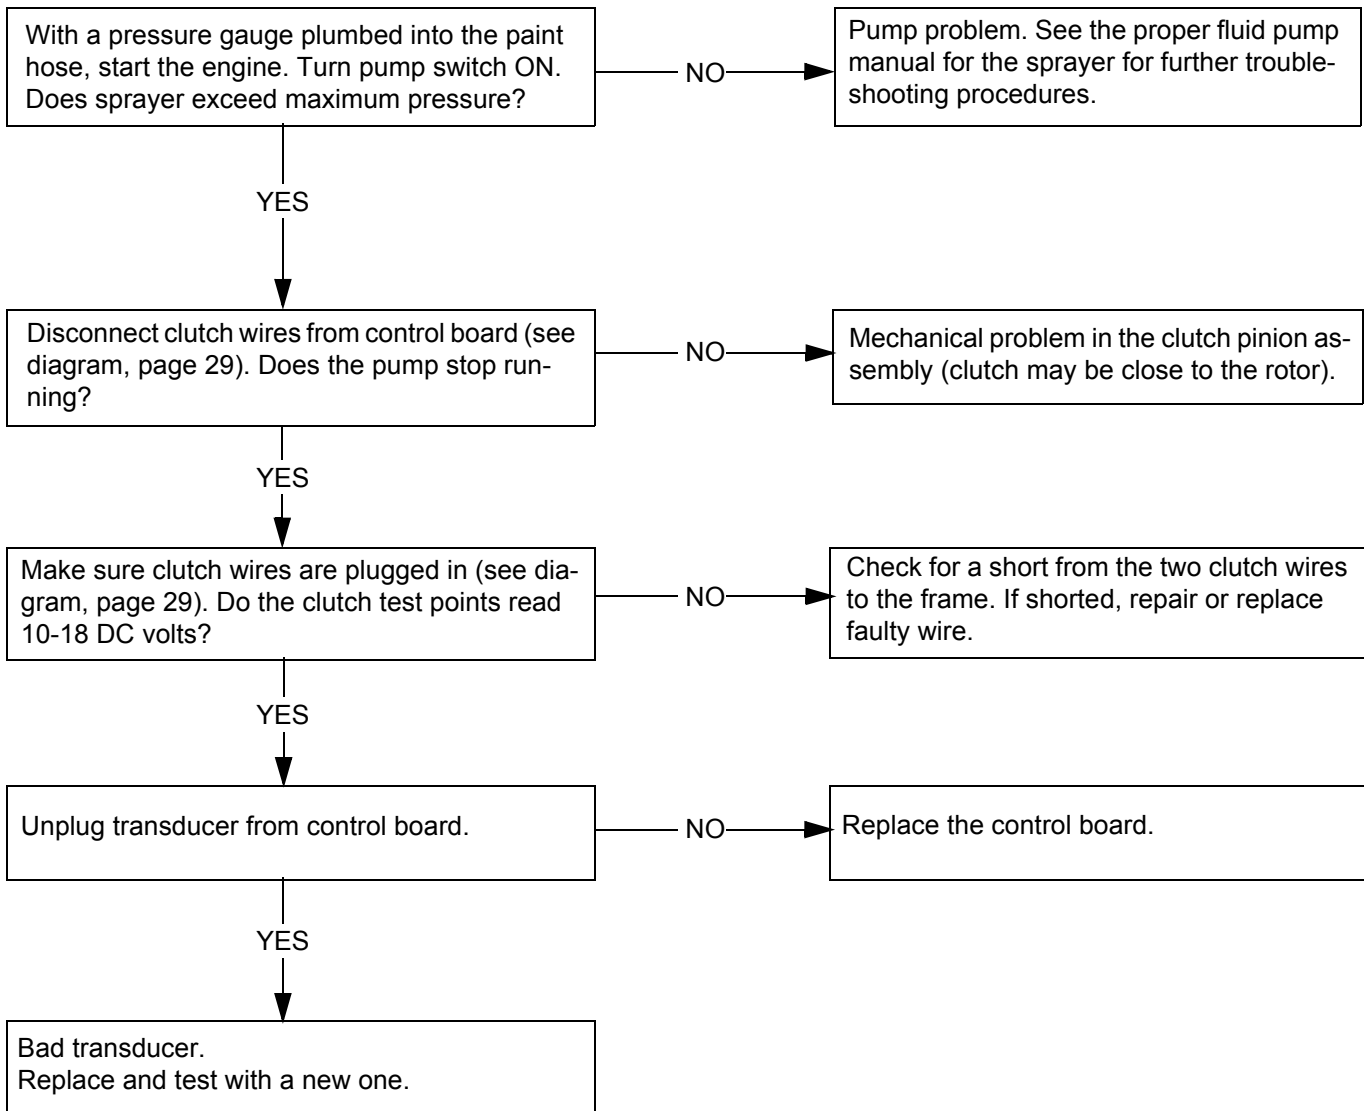 With a pressure gauge plumbed into the paint
hose, start the engine. Turn pump switch ON.
Does sprayer exceed maximum pressure?
NO
Pump problem. See the proper fluid pump
manual for the sprayer for further trouble-
shooting procedures.
YES
Disconnect clutch wires from control board (see
diagram, page 29). Does the pump stop run-
ning?
NO
Mechanical problem in the clutch pinion as-
sembly (clutch may be close to the rotor).
YES
Make sure clutch wires are plugged in (see dia-
gram, page 29). Do the clutch test points read
10-18 DC volts?
NO
Check for a short from the two clutch wires
to the frame. If shorted, repair or replace
faulty wire.
YES
Unplug transducer from control board.
NO
Replace the control board.
YES
Bad transducer.
Replace and test with a new one.